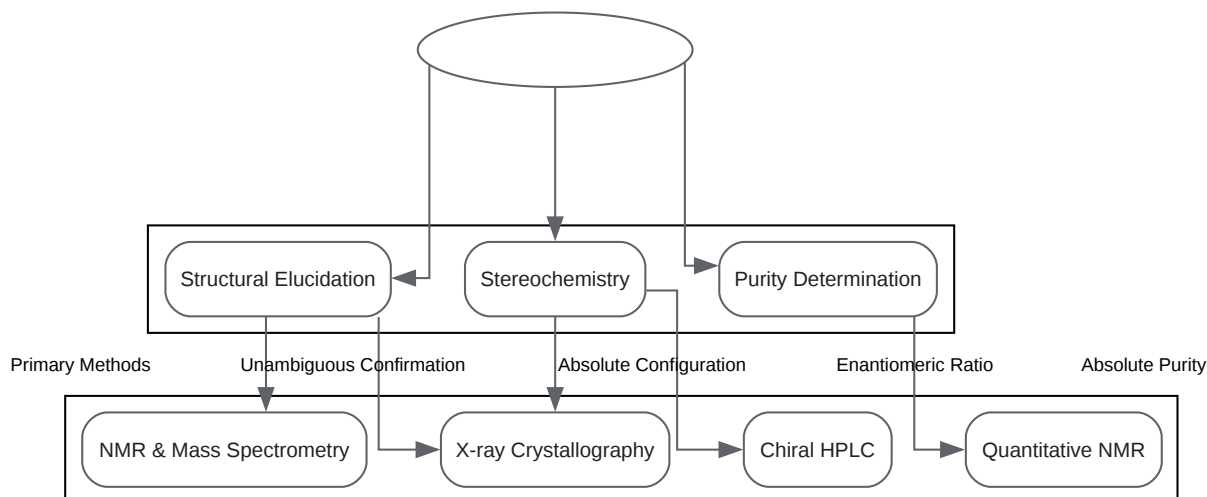 Structural Elucidation
Stereochemistry
Purity Determination
Primary Methods
Unambiguous Confirmation
Absolute Configuration
Enantiomeric Ratio
Absolute Purity
NMR & Mass Spectrometry
X-ray Crystallography
Chiral HPLC
Quantitative NMR